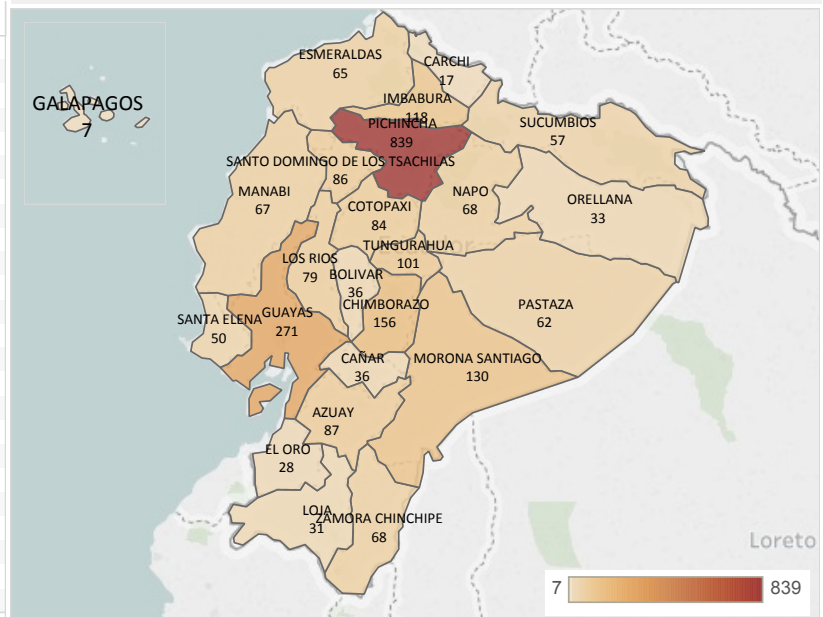 ESMERALDAS
65
CARCHI
17
GALAPAGOS
7
IMBABURA
118
PICHINCHA
839
SUCUMBIOS
57
SANTO DOMINGO DE LOS TSACHILAS
86
MANABI
67
NAPO
68
ORELLANA
33
COTOPAXI
84
Ecuador
TUNGURAHUA
101
LOS RIOS
79
BOLIVAR
36
CHIMBORAZO
156
PASTAZA
62
SANTA ELENA
50
GUAYAS
271
CAÑAR
36
MORONA SANTIAGO
130
AZUAY
87
EL ORO
28
LOJA
31
ZAMORA CHINCHIPE
68
Loreto
7
839